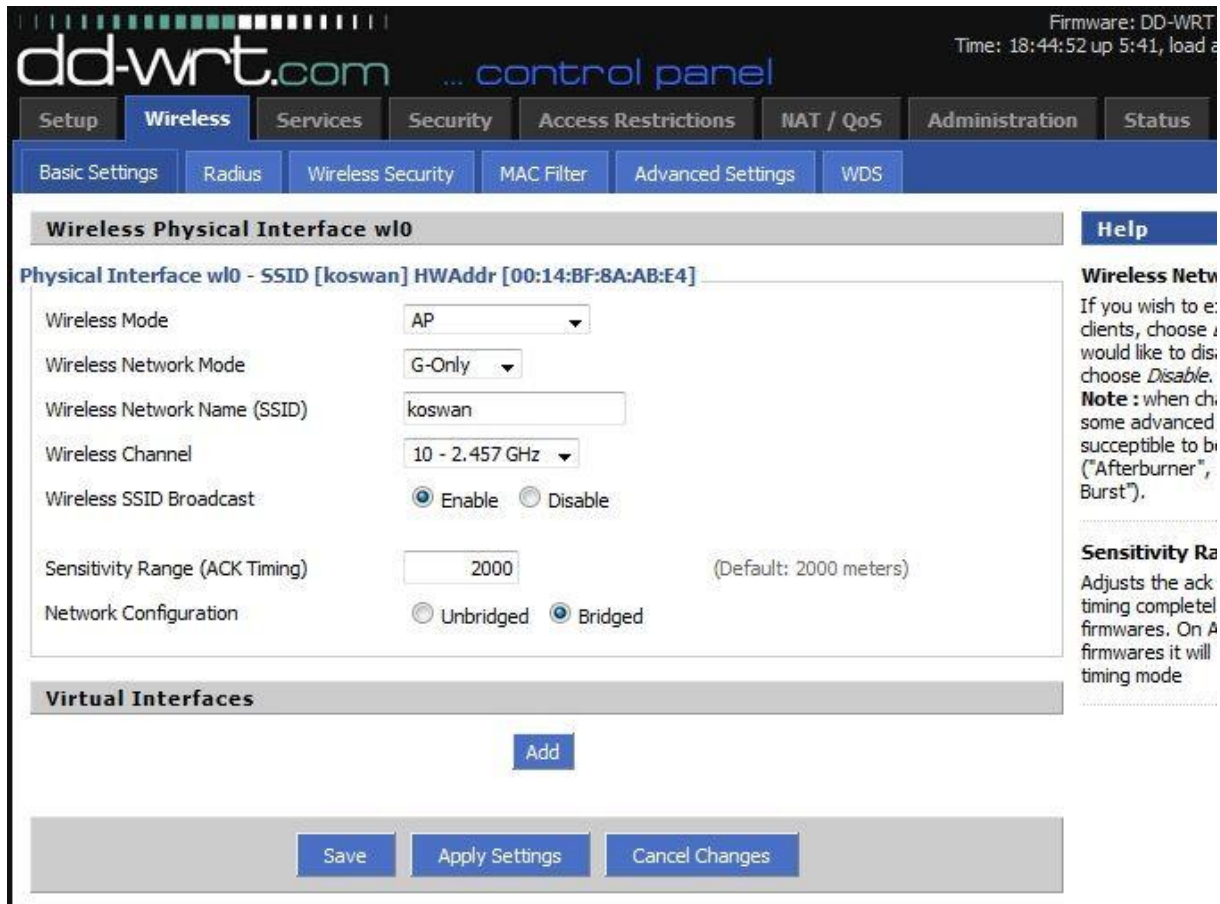 Firmware: DD-WRT
Time: 18:44:52 up 5:41, load
dd-wrt.com ... control panel
Setup Wireless Services Security Access Restrictions NAT / QoS Administration Status
Basic Settings Radius Wireless Security MAC Filter Advanced Settings WDS
Wireless Physical Interface wl0
Physical Interface wl0 - SSID [koswan] HWAddr [00:14:BF:8A:AB:E4]
Wireless Mode AP
Wireless Network Mode G-Only
Wireless Network Name (SSID) koswan
Wireless Channel 10 - 2.457 GHz
Wireless SSID Broadcast Enable Disable
Sensitivity Range (ACK Timing) 2000 (Default: 2000 meters)
Network Configuration Unbridged Bridged
Virtual Interfaces
Add
Save Apply Settings Cancel Changes
Help
Wireless Netw
If you wish to e
clients, choose
would like to disa
choose Disable.
Note : when cha
some advanced
succeptible to be
("Afterburner",
Burst").
Sensitivity Ra
Adjusts the ack
timing completel
firmwares. On A
firmwares it will
timing mode